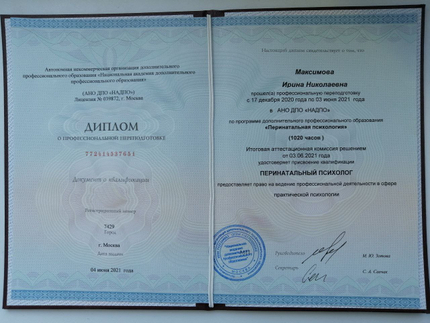 Автономная некоммерческая организация дополнительного
профессионального образования «Национальная академия дополнительного
профессионального образования»
(АНО ДПО «НАДПО»)
Лицензия № 039872, г. Москва
ДИПЛОМ
О ПРОФЕССИОНАЛЬНОЙ ПЕРЕПОДГОТОВКЕ
Документ о квалификации
Регистрационный номер
7429
Город
г. Москва
Дата выдачи
04 июня 2021 года
Настоящий диплом свидетельствует о том, что
Максимова
Ирина Николаевна
прошел(а) профессиональную переподготовку
с 17 декабря 2020 года по 03 июня 2021 года
в АНО ДПО «НАДПО»
по программе дополнительного профессионального образования
«Перинатальная психология»
(1020 часов)
Итоговая аттестационная комиссия решением
от 03.06.2021 года
удостоверяет присвоение квалификации
ПЕРИНАТАЛЬНЫЙ ПСИХОЛОГ
предоставляет право на ведение профессиональной деятельности в сфере
практической психологии
Руководитель
Секретарь